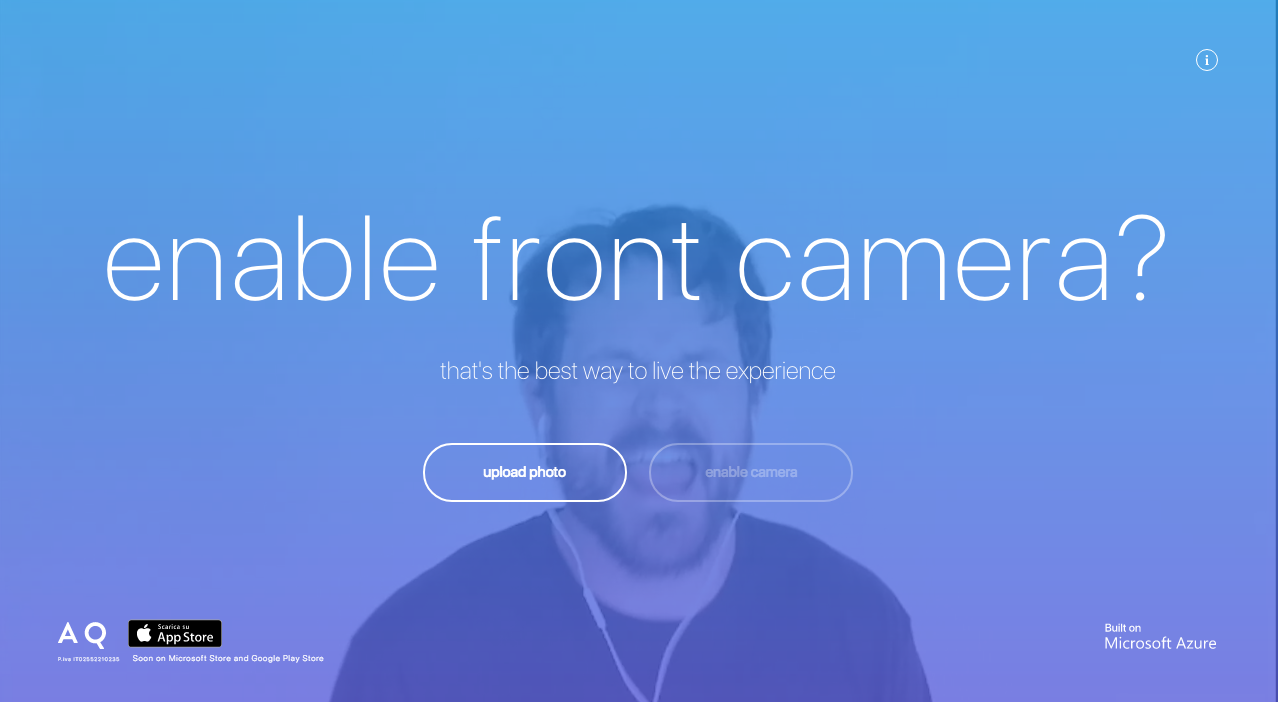 i
enable front camera?
that's the best way to live the experience
upload photo
enable camera
AQ
Scarica su
App Store
P.iva IT02552210235
Soon on Microsoft Store and Google Play Store
Built on
Microsoft Azure